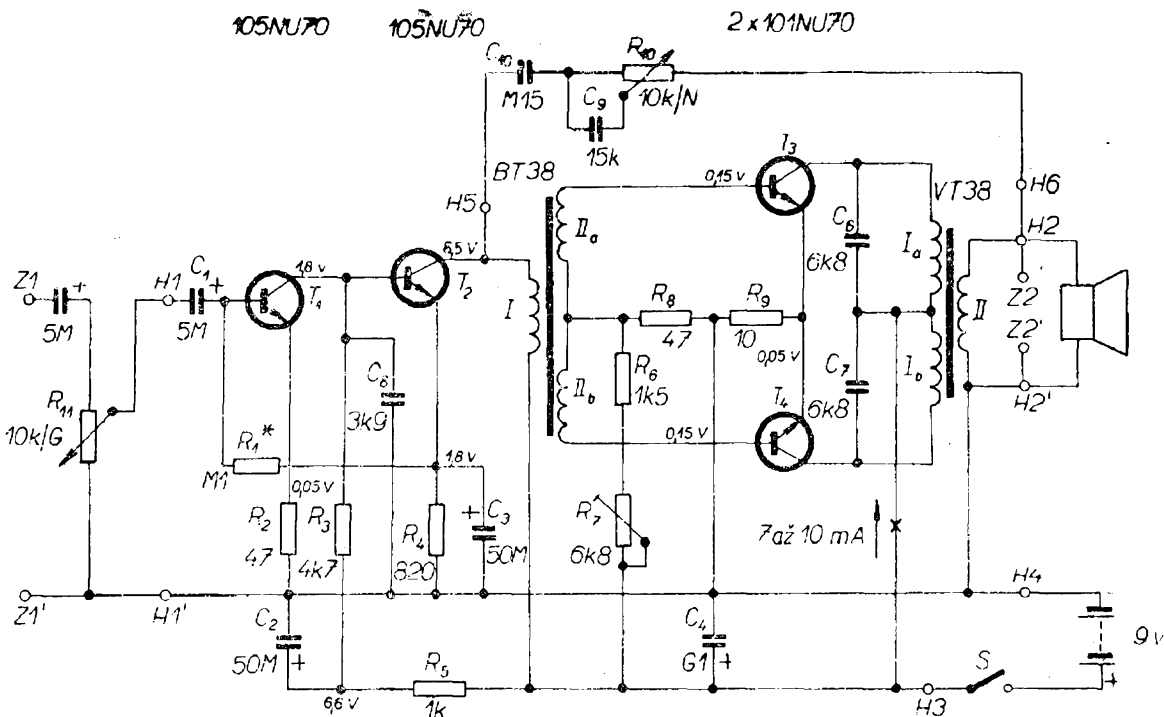 105NU70 105NU70 2 x 101NU70
C10 R10
M15 10k/N
C9
15k
T3
BT38 0,15 V VT38
H5 H6
IIa C6 Ia H2
6k8
6,5 V
1,8 V
Z1 H1 C1 + T1 T2 I R8 R9 II Z2
+ 5M 5M 47 10 Z2'
0,05 V
R6 C7 Ib
1k5 6k8
C6 IIb T4 H2'
3k9
R11
10k/G
R1* 0,15 V
M1 1,8 V
0,05 V
R2 R3 R4 + C3 R7 7až 10 mA
47 4k7 820 50M 6k8
Z1' H1' H4
C2 C4
50M + G1 + 9 V
R5 S
6,6 V 1k H3 +